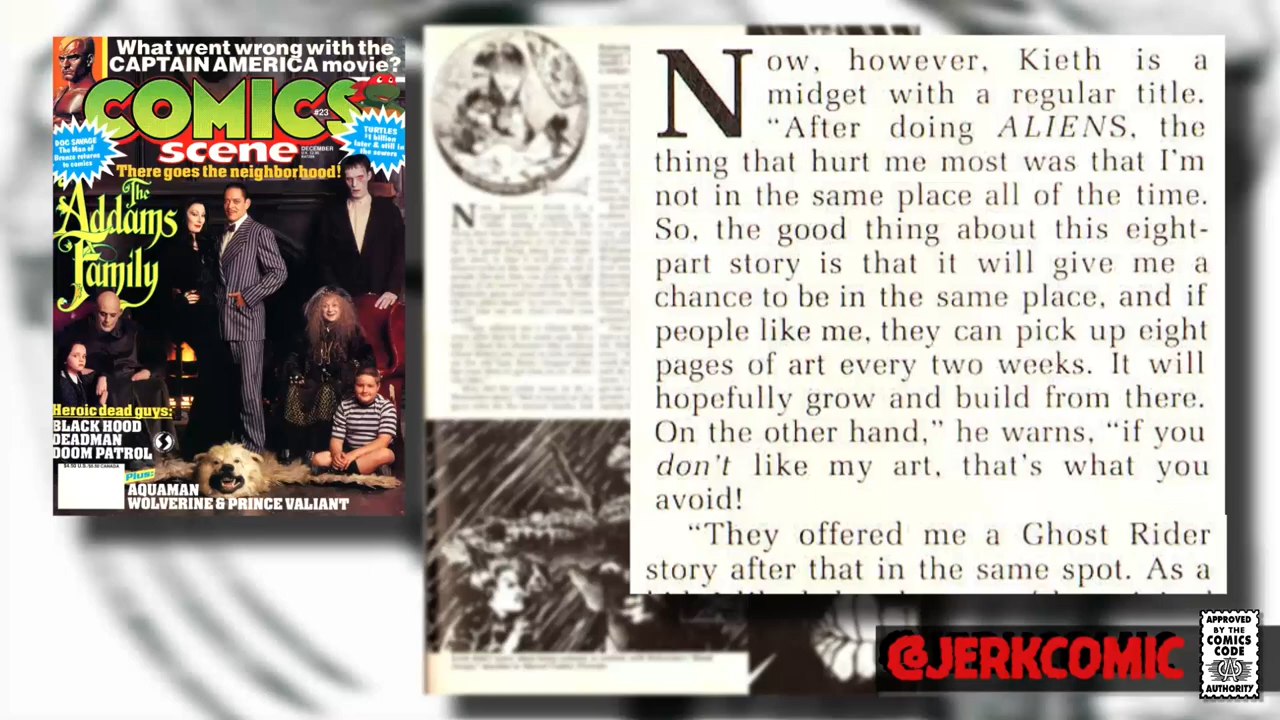 What went wrong with the
CAPTAIN AMERICA movie?
COMICS
#23
scene
DECEMBER
DOC SAVAGE
The Man of
Bronze returns
to comics
TURTLES
$1 billion
later & still in
the sewers
There goes the neighborhood!
The
Addams
Family
Heroic dead guys:
BLACK HOOD
DEADMAN
DOOM PATROL
Plus:
AQUAMAN
WOLVERINE & PRINCE VALIANT
Now, however, Kieth is a
midget with a regular title.
“After doing ALIENS, the
thing that hurt me most was that I’m
not in the same place all of the time.
So, the good thing about this eight-
part story is that it will give me a
chance to be in the same place, and if
people like me, they can pick up eight
pages of art every two weeks. It will
hopefully grow and build from there.
On the other hand,” he warns, “if you
don’t like my art, that’s what you
avoid!
“They offered me a Ghost Rider
story after that in the same spot. As a
@JERKCOMIC
APPROVED
BY THE
COMICS
CODE
AUTHORITY